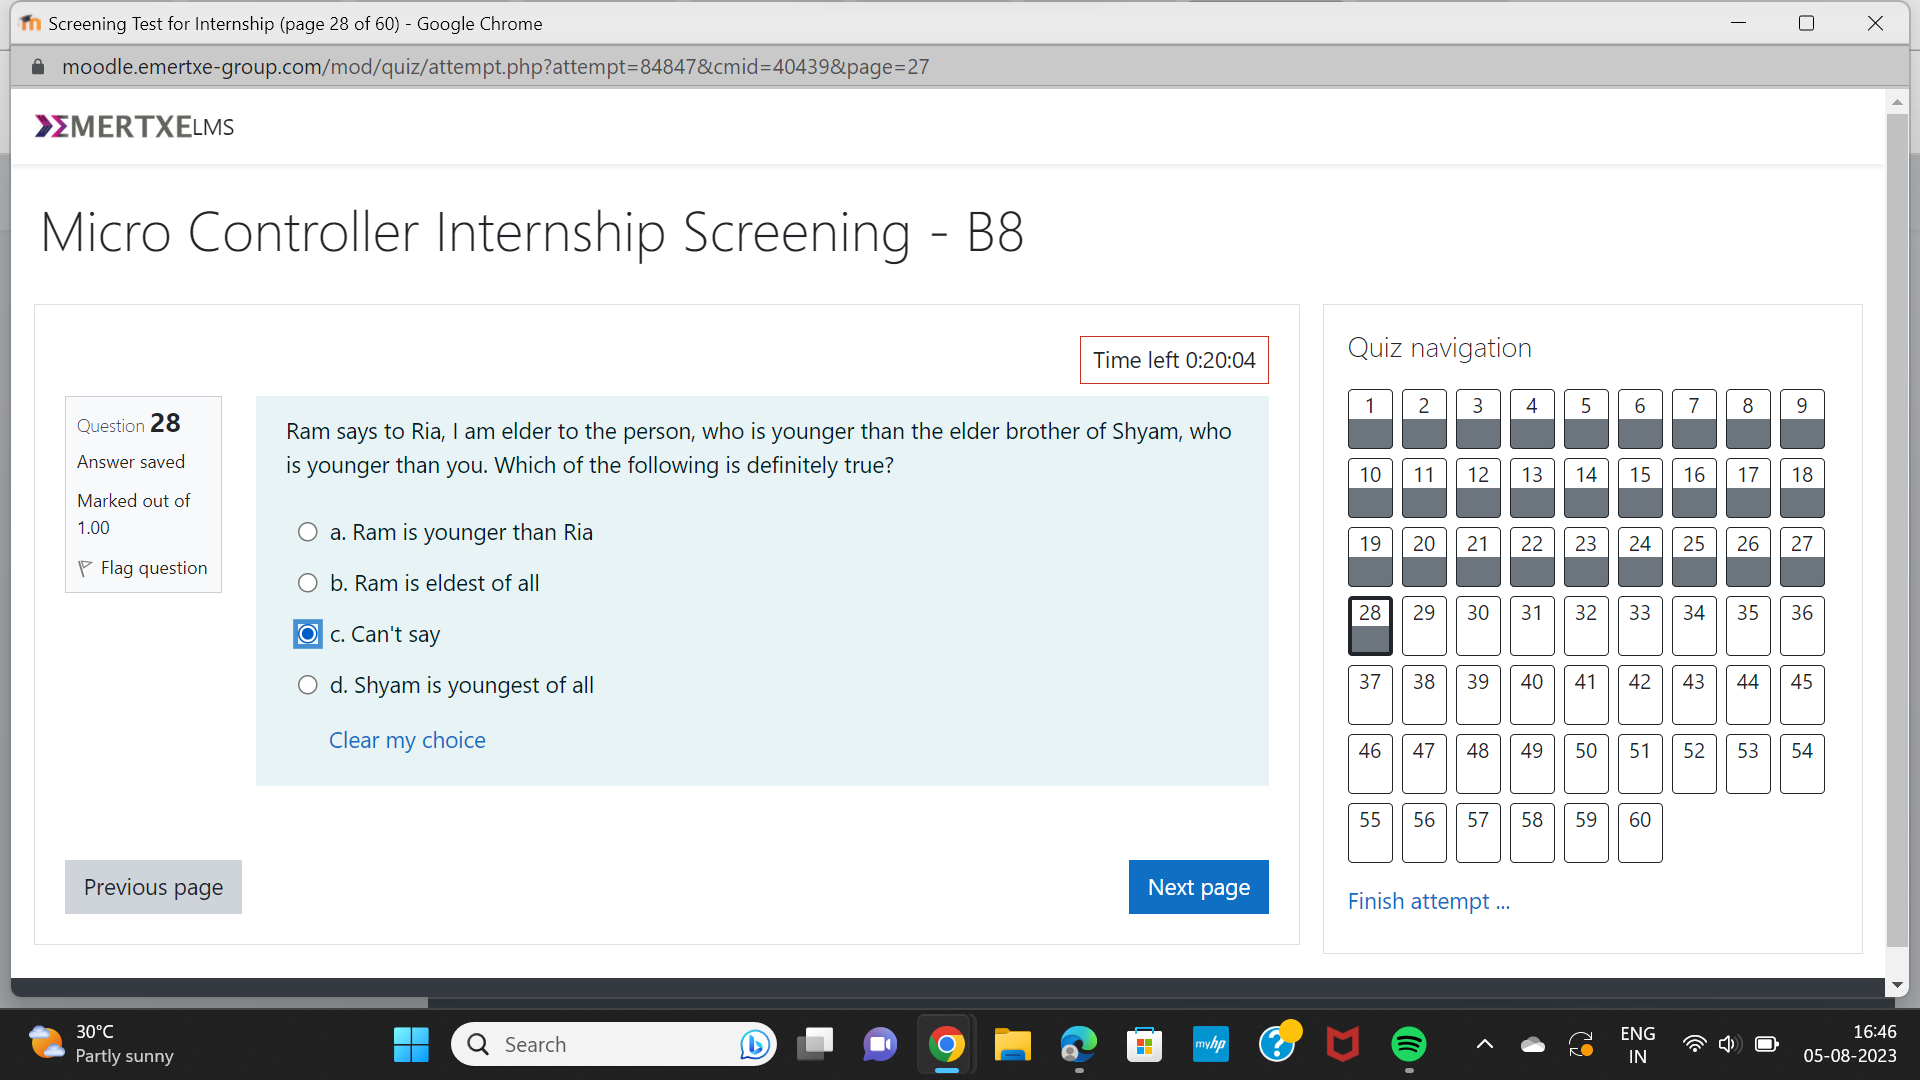 Screening Test for Internship (page 28 of 60) - Google Chrome
moodle.emertxe-group.com/mod/quiz/attempt.php?attempt=84847&cmid=40439&page=27
EMERTXE LMS
Micro Controller Internship Screening - B8
Time left 0:20:04
Question 28
Answer saved
Marked out of
1.00
Flag question
Ram says to Ria, I am elder to the person, who is younger than the elder brother of Shyam, who
is younger than you. Which of the following is definitely true?
a. Ram is younger than Ria
b. Ram is eldest of all
c. Can't say
d. Shyam is youngest of all
Clear my choice
Previous page
Next page
Quiz navigation
1 2 3 4 5 6 7 8 9
10 11 12 13 14 15 16 17 18
19 20 21 22 23 24 25 26 27
28 29 30 31 32 33 34 35 36
37 38 39 40 41 42 43 44 45
46 47 48 49 50 51 52 53 54
55 56 57 58 59 60
Finish attempt ...
30°C
Partly sunny
Search
myhp
ENG
IN
16:46
05-08-2023